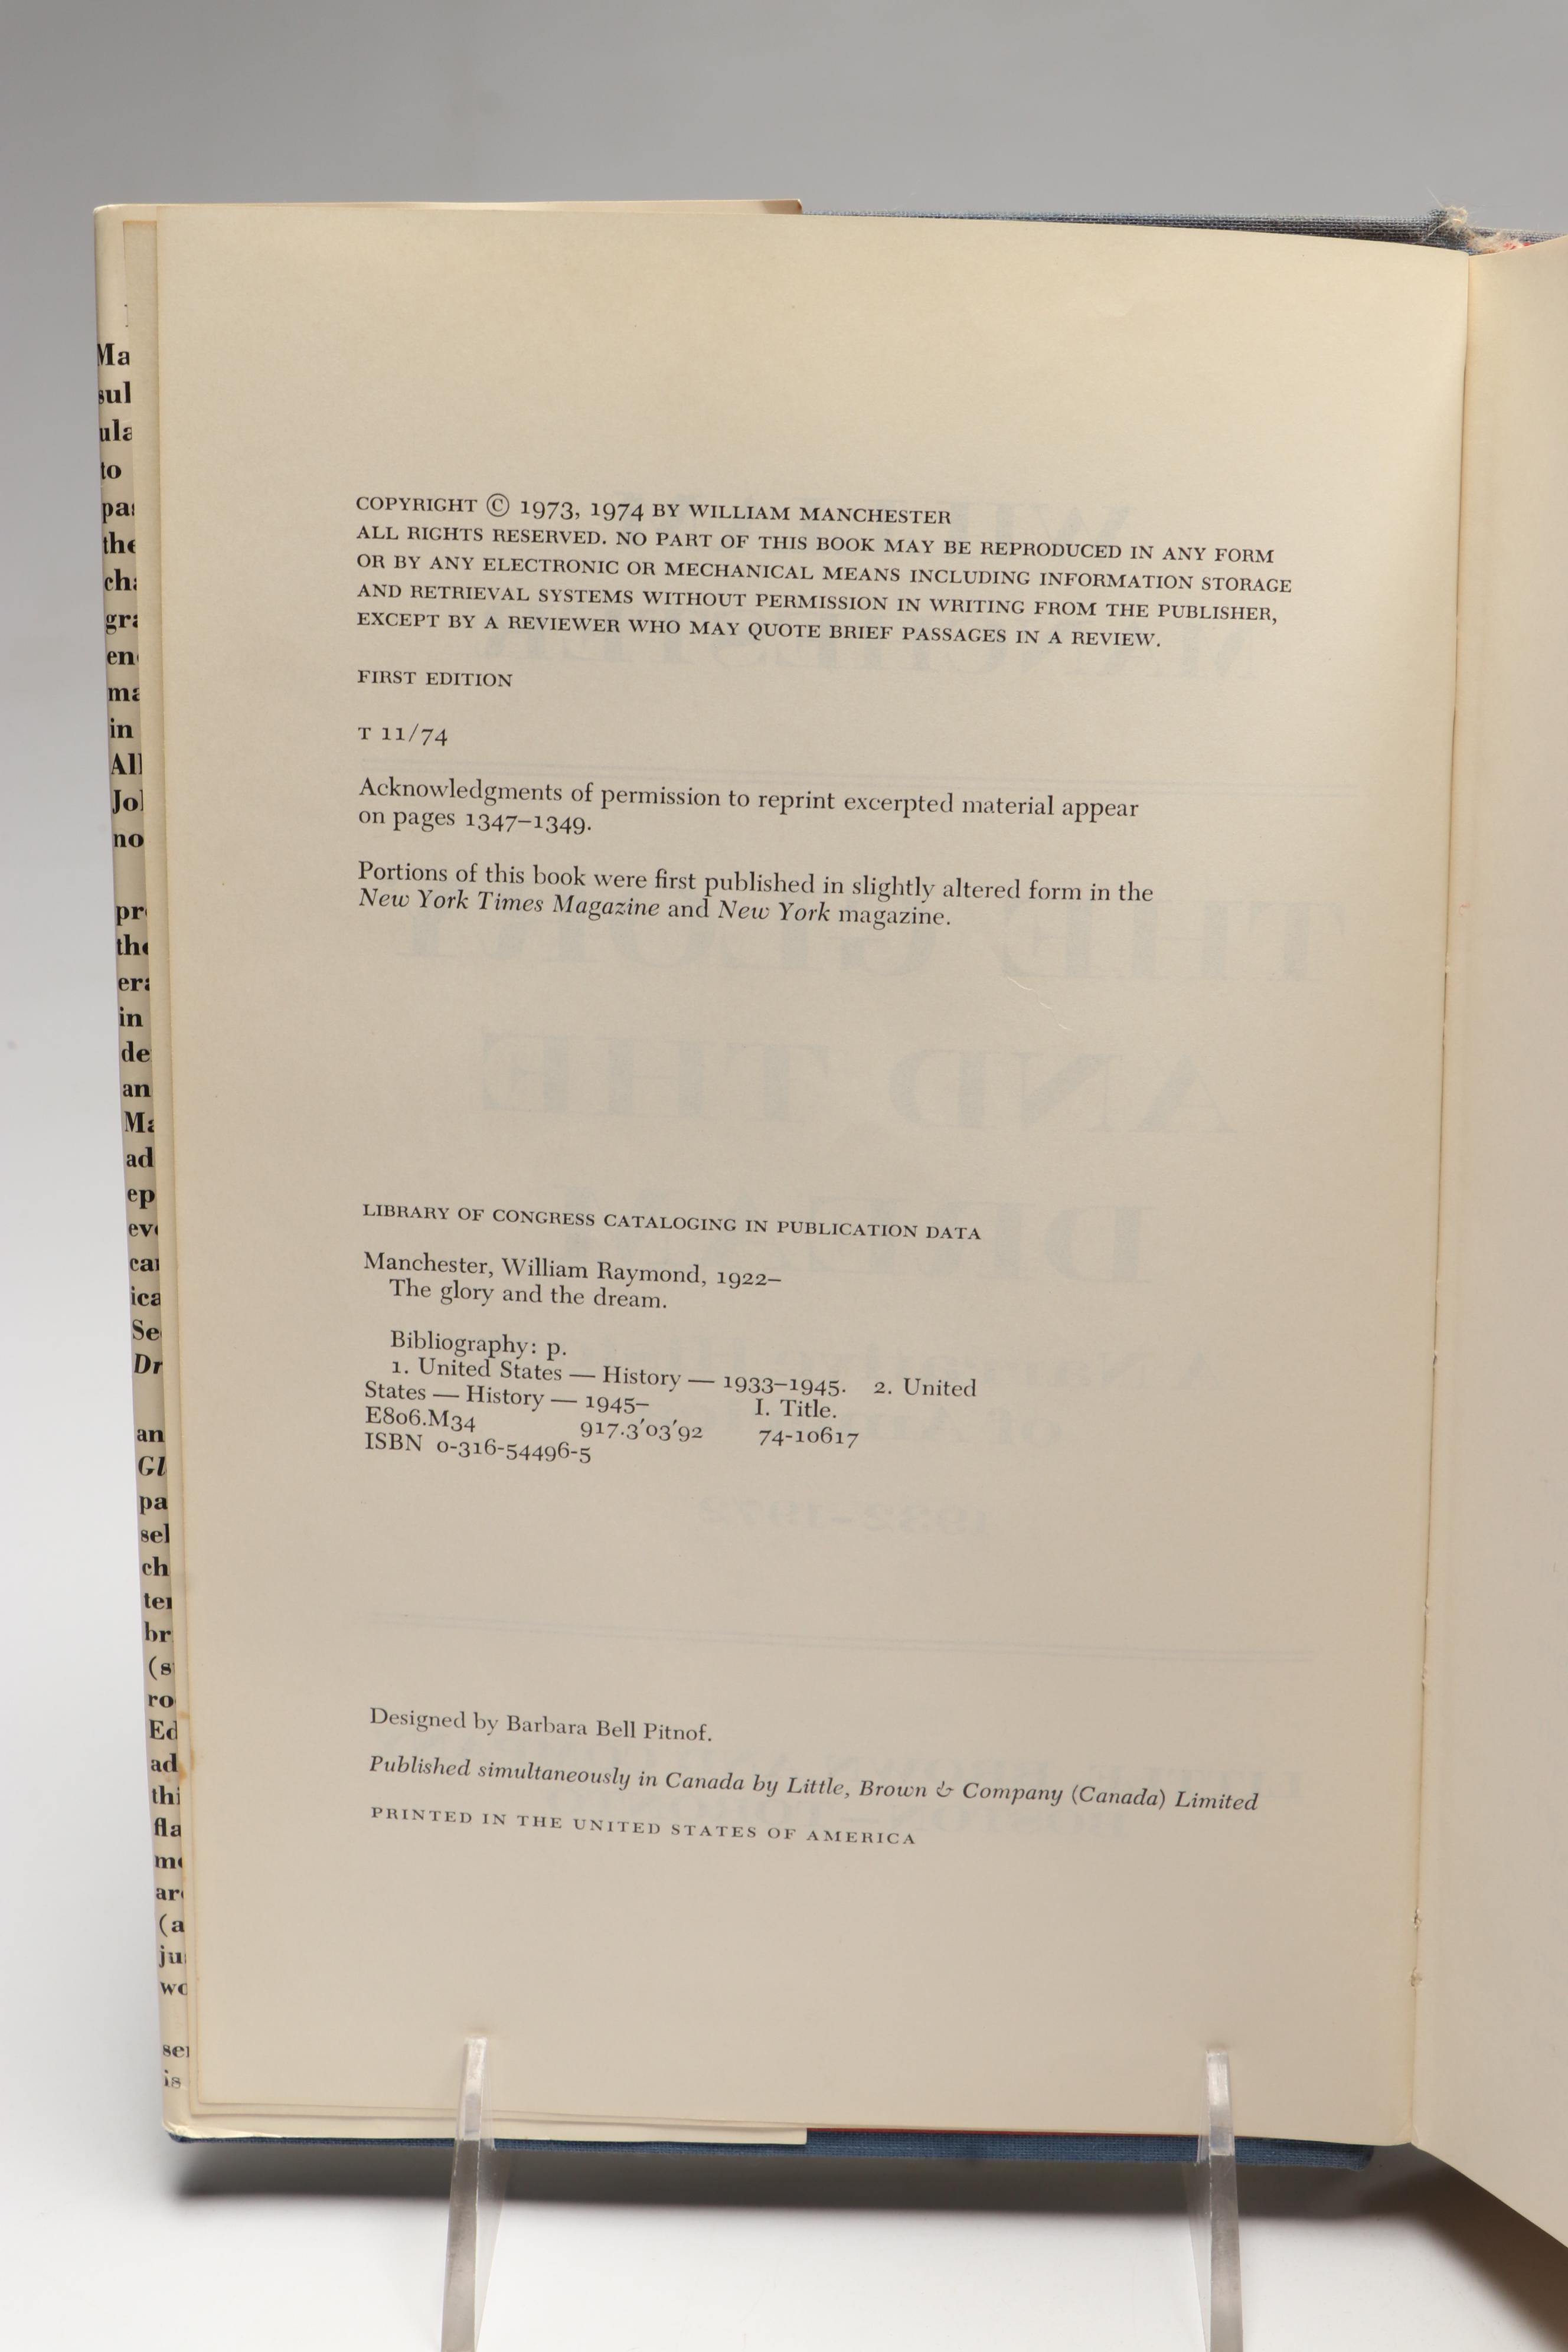 COPYRIGHT © 1973, 1974 BY WILLIAM MANCHESTER
ALL RIGHTS RESERVED. NO PART OF THIS BOOK MAY BE REPRODUCED IN ANY FORM
OR BY ANY ELECTRONIC OR MECHANICAL MEANS INCLUDING INFORMATION STORAGE
AND RETRIEVAL SYSTEMS WITHOUT PERMISSION IN WRITING FROM THE PUBLISHER,
EXCEPT BY A REVIEWER WHO MAY QUOTE BRIEF PASSAGES IN A REVIEW.
FIRST EDITION
T 11/74
Acknowledgments of permission to reprint excerpted material appear
on pages 1347–1349.
Portions of this book were first published in slightly altered form in the
New York Times Magazine and New York magazine.
LIBRARY OF CONGRESS CATALOGING IN PUBLICATION DATA
Manchester, William Raymond, 1922–
The glory and the dream.
Bibliography: p.
1. United States — History — 1933–1945. 2. United
States — History — 1945– I. Title.
E806.M34 917.3'03'92 74-10617
ISBN 0-316-54496-5
Designed by Barbara Bell Pitnof.
Published simultaneously in Canada by Little, Brown & Company (Canada) Limited
PRINTED IN THE UNITED STATES OF AMERICA